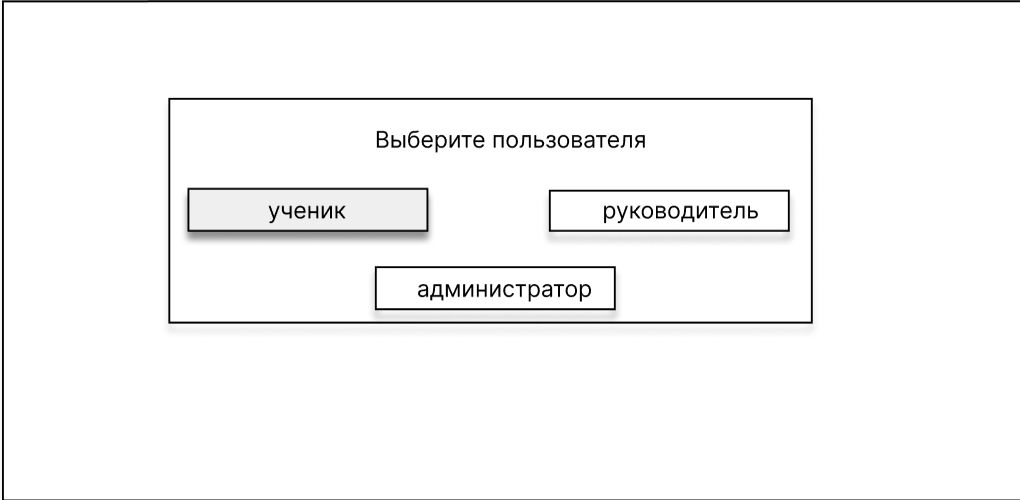 Выберите пользователя
ученик
руководитель
администратор